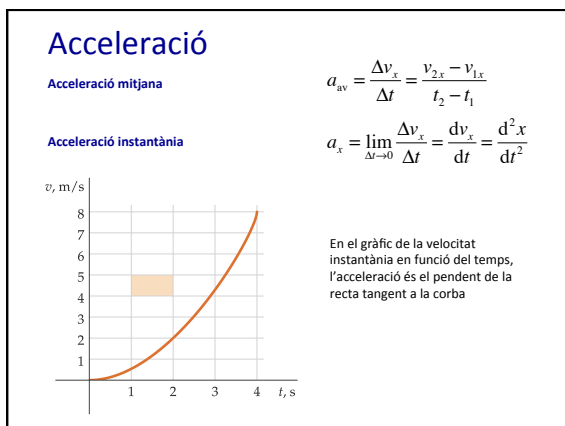 Acceleració
Acceleració mitjana
a_av = Δv_x / Δt = (v_2x − v_1x) / (t_2 − t_1)
Acceleració instantània
a_x = lim_{Δt→0} Δv_x / Δt = dv_x / dt = d²x / dt²
v, m/s
8
7
6
5
4
3
2
1
1 2 3 4 t, s
En el gràfic de la velocitat
instantània en funció del temps,
l'acceleració és el pendent de la
recta tangent a la corba